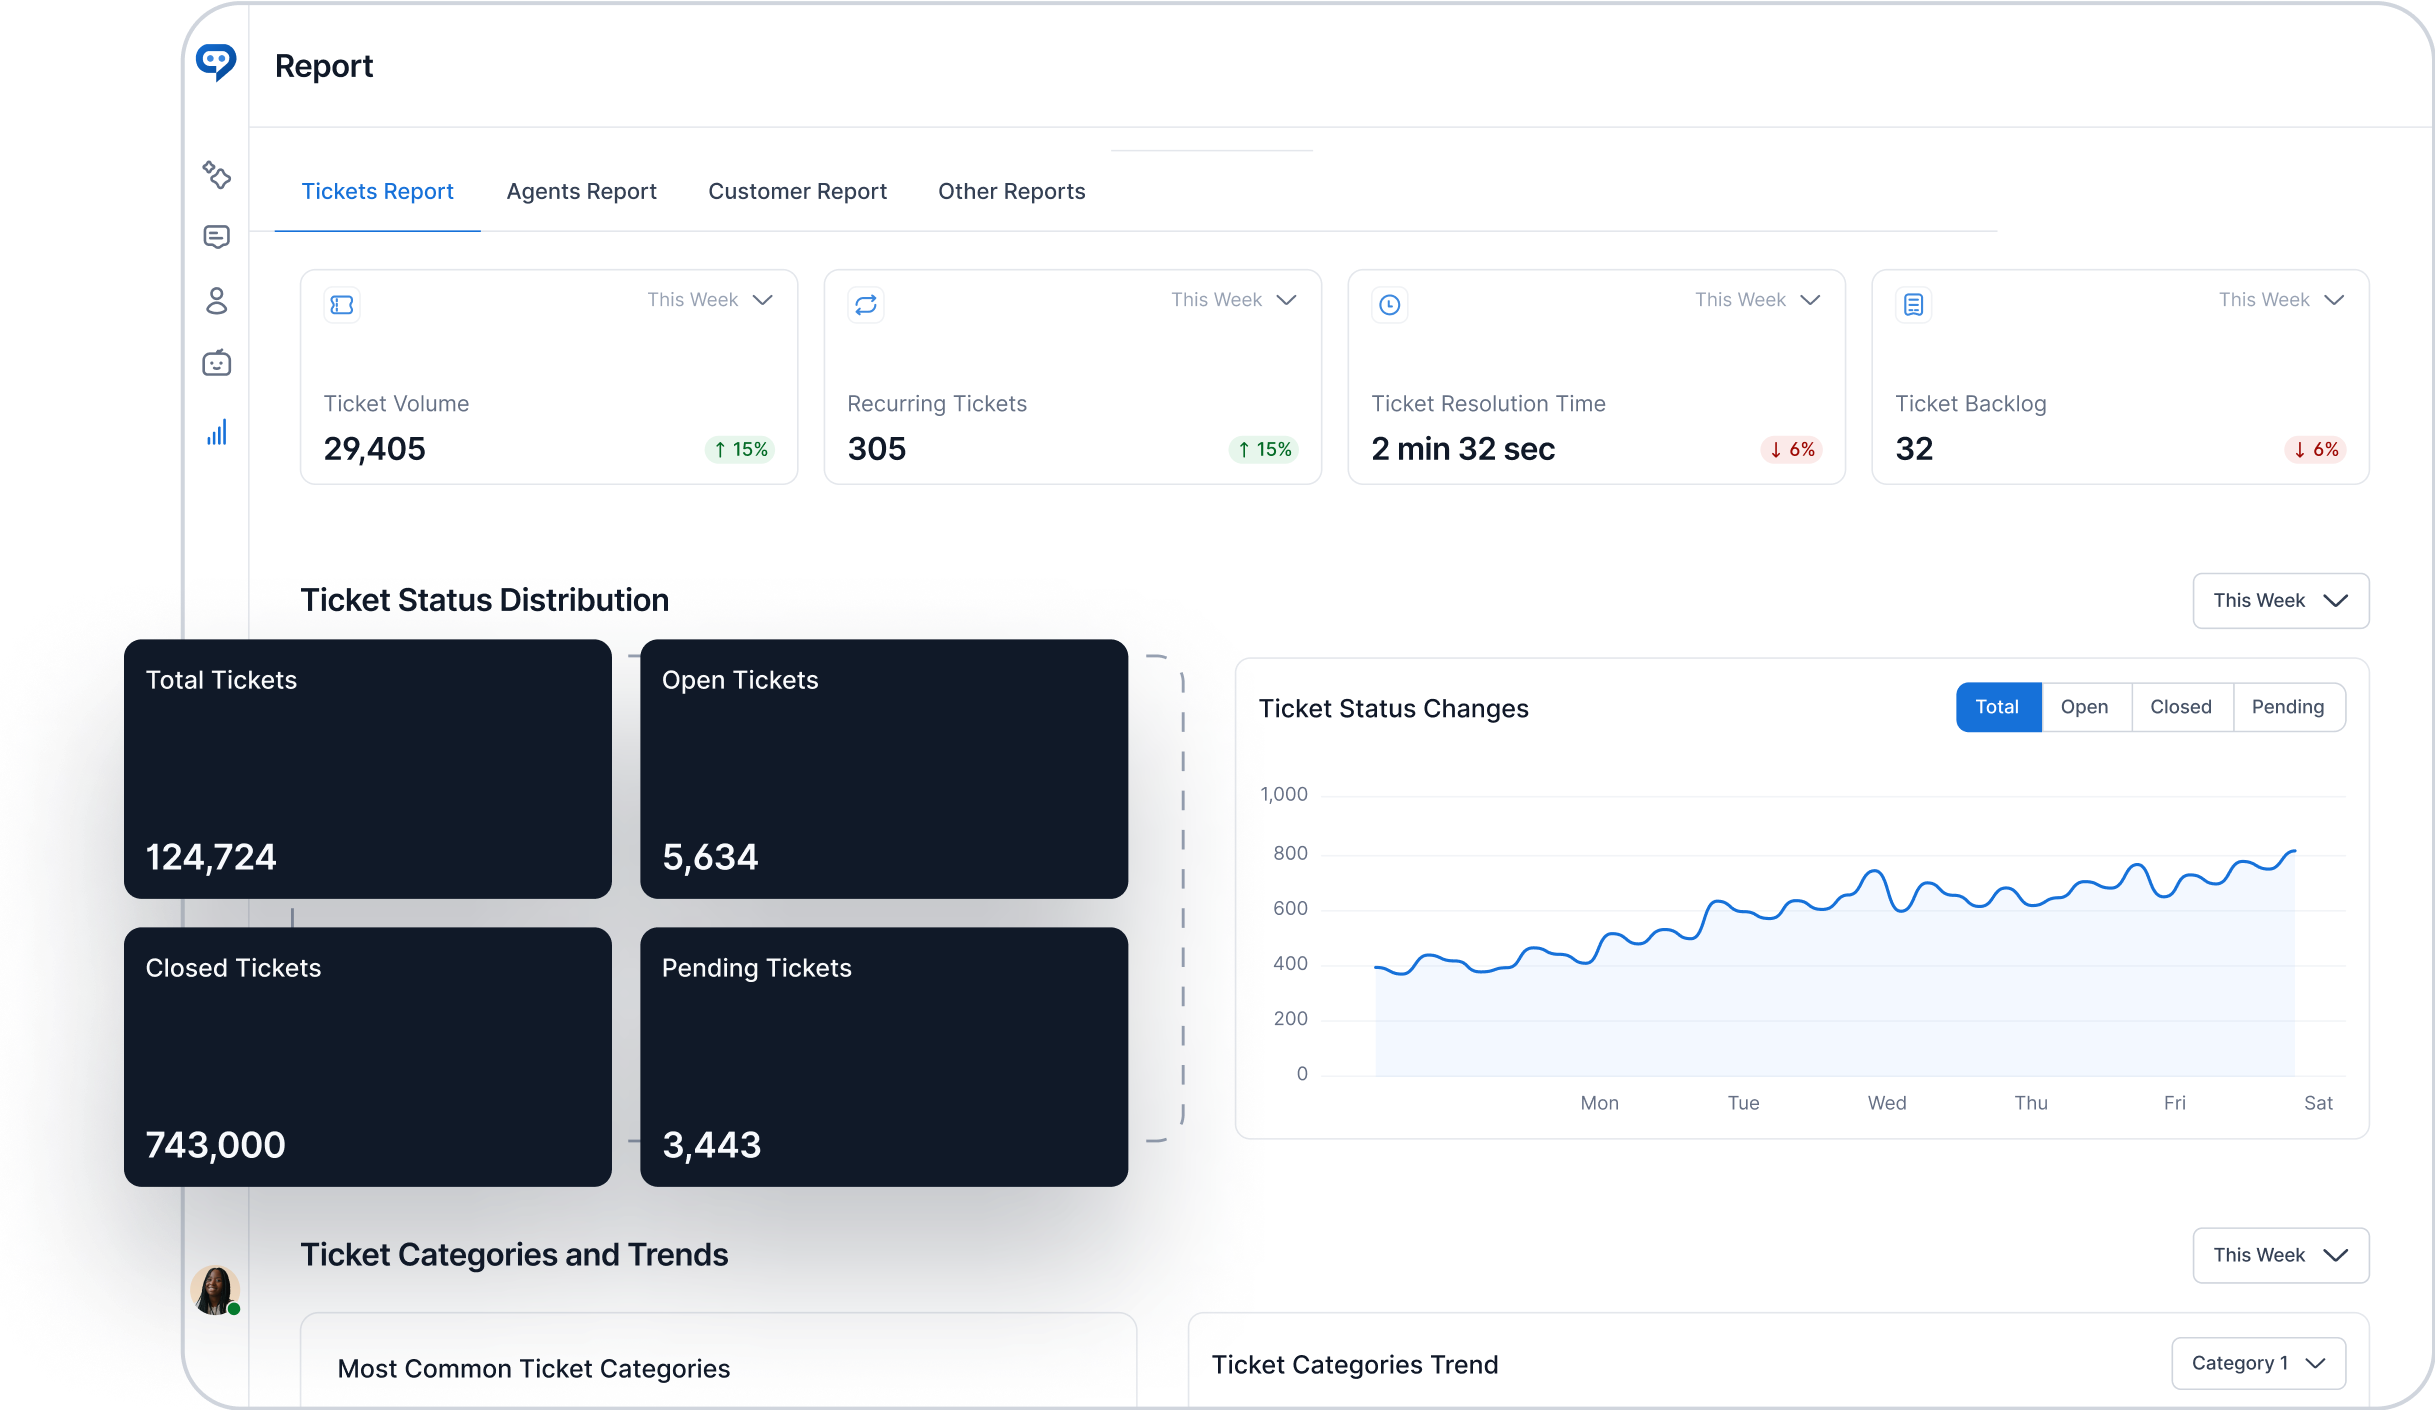 Report
Tickets Report
Agents Report
Customer Report
Other Reports
This Week
Ticket Volume
29,405
↑ 15%
This Week
Recurring Tickets
305
↑ 15%
This Week
Ticket Resolution Time
2 min 32 sec
↓ 6%
This Week
Ticket Backlog
32
↓ 6%
Ticket Status Distribution
This Week
Total Tickets
124,724
Open Tickets
5,634
Closed Tickets
743,000
Pending Tickets
3,443
Ticket Status Changes
Total
Open
Closed
Pending
1,000
800
600
400
200
0
Mon
Tue
Wed
Thu
Fri
Sat
Ticket Categories and Trends
This Week
Most Common Ticket Categories
Ticket Categories Trend
Category 1